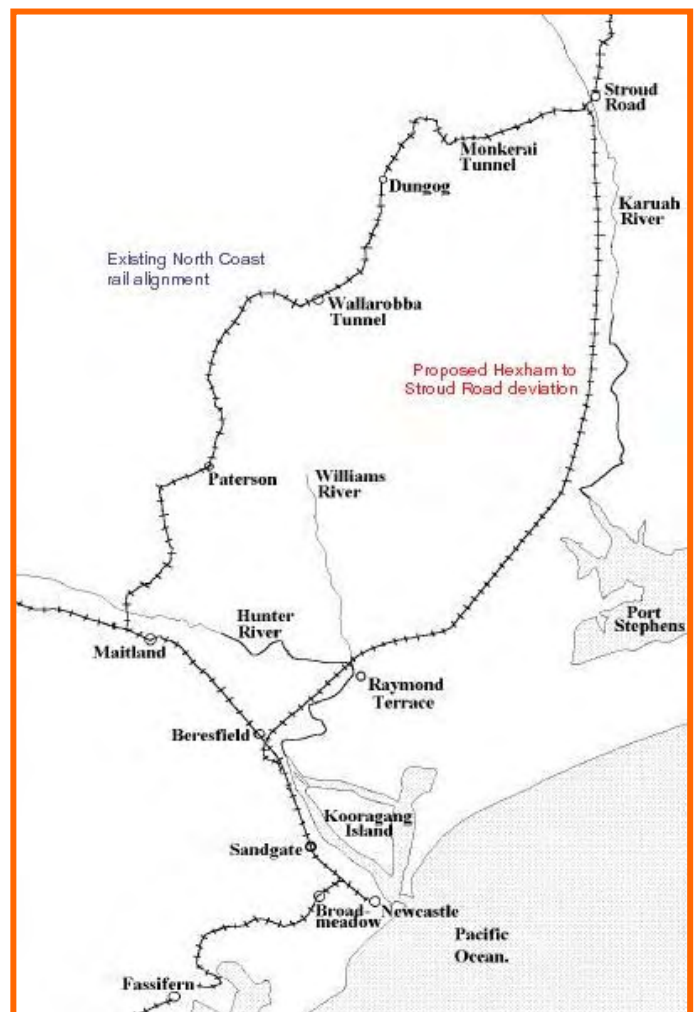 Stroud
Road
Monkerai
Tunnel
Dungog
Karuah
River
Existing North Coast
rail alignment
Wallarobba
Tunnel
Proposed Hexham to
Stroud Road deviation
Paterson
Williams
River
Hunter
River
Port
Stephens
Maitland
Raymond
Terrace
Beresfield
Kooragang
Island
Sandgate
Broad-
meadow
Newcastle
Pacific
Ocean.
Fassifern